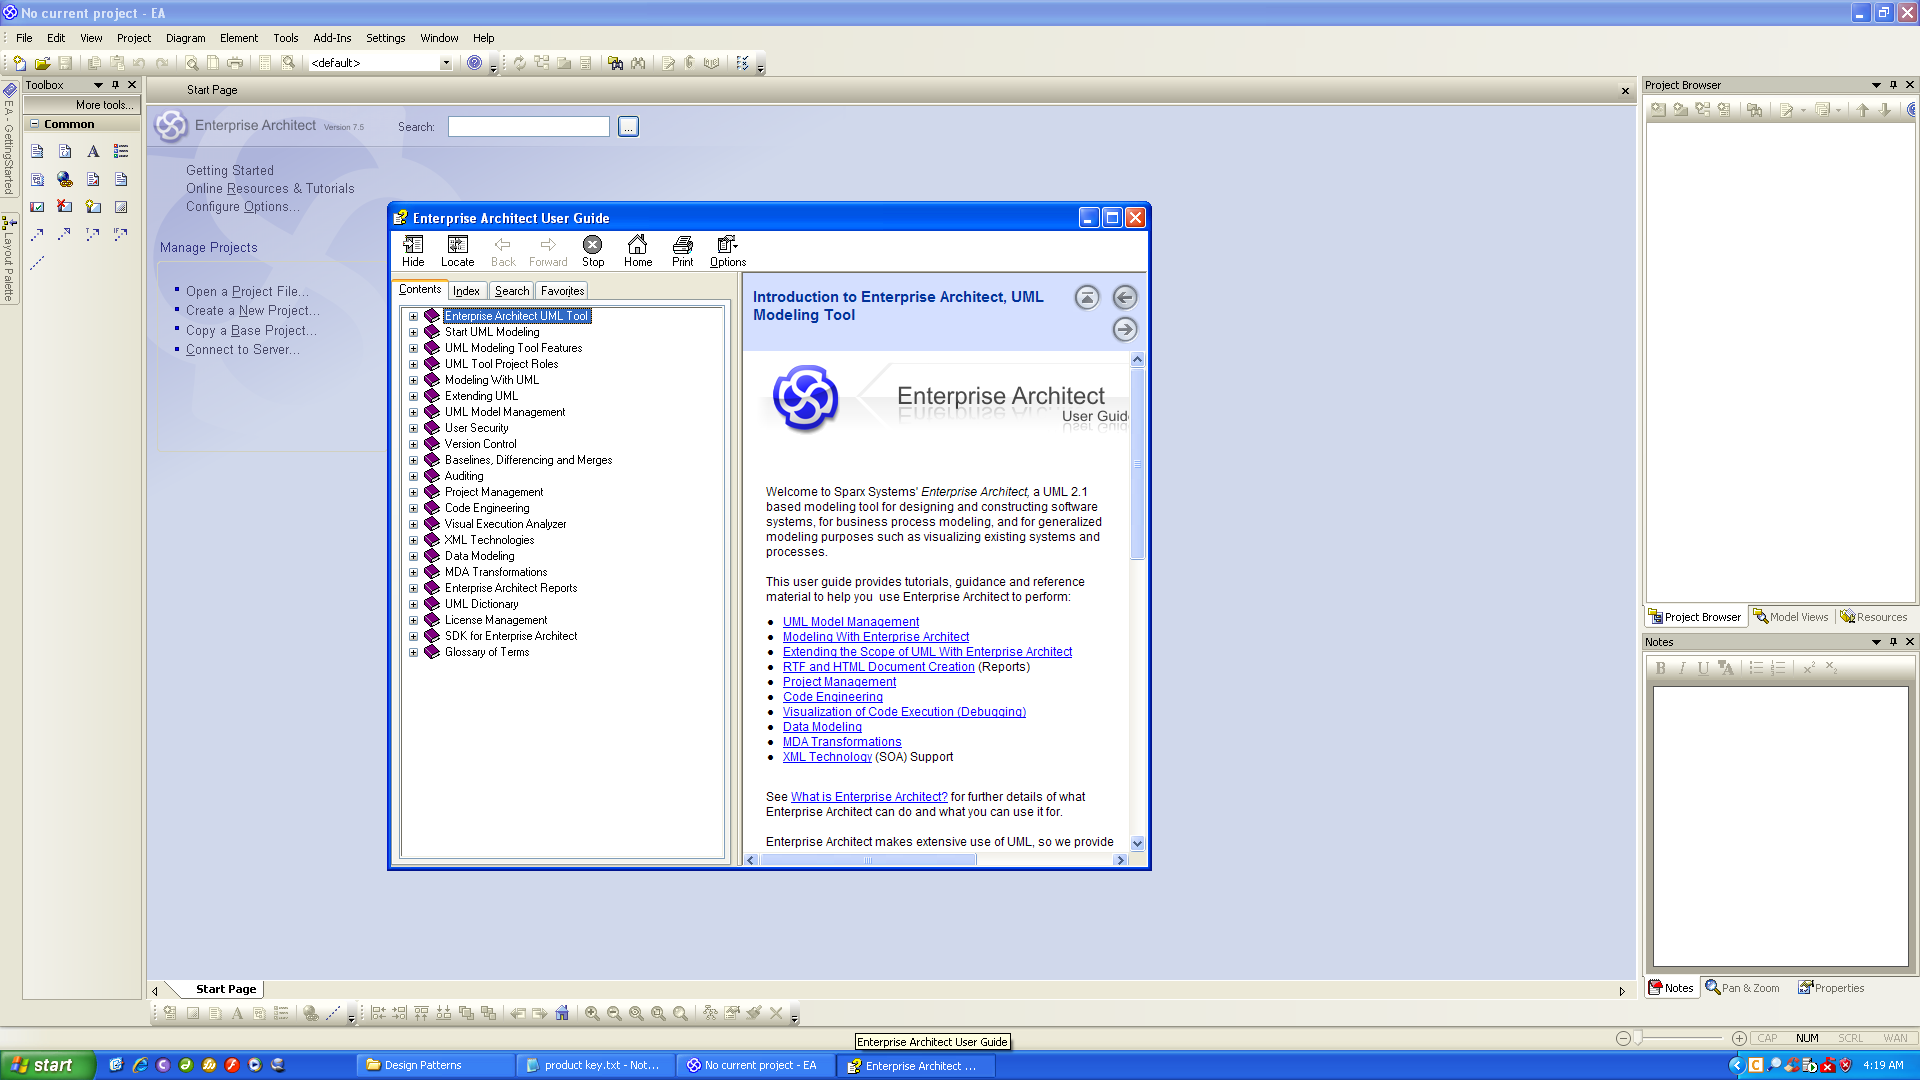 No current project - EA
File Edit View Project Diagram Element Tools Add-Ins Settings Window Help
<default>
Toolbox
More tools...
Common
EA - GettingStarted
Layout Palette
Start Page
Enterprise Architect Version 7.5
Search:
...
Getting Started
Online Resources & Tutorials
Configure Options...
Manage Projects
Open a Project File...
Create a New Project...
Copy a Base Project...
Connect to Server...
Enterprise Architect User Guide
Hide Locate Back Forward Stop Home Print Options
Contents Index Search Favorites
Enterprise Architect UML Tool
Start UML Modeling
UML Modeling Tool Features
UML Tool Project Roles
Modeling With UML
Extending UML
UML Model Management
User Security
Version Control
Baselines, Differencing and Merges
Auditing
Project Management
Code Engineering
Visual Execution Analyzer
XML Technologies
Data Modeling
MDA Transformations
Enterprise Architect Reports
UML Dictionary
License Management
SDK for Enterprise Architect
Glossary of Terms
Introduction to Enterprise Architect, UML
Modeling Tool
Enterprise Architect
User Guid
Welcome to Sparx Systems' Enterprise Architect, a UML 2.1
based modeling tool for designing and constructing software
systems, for business process modeling, and for generalized
modeling purposes such as visualizing existing systems and
processes.
This user guide provides tutorials, guidance and reference
material to help you use Enterprise Architect to perform:
UML Model Management
Modeling With Enterprise Architect
Extending the Scope of UML With Enterprise Architect
RTF and HTML Document Creation (Reports)
Project Management
Code Engineering
Visualization of Code Execution (Debugging)
Data Modeling
MDA Transformations
XML Technology (SOA) Support
See What is Enterprise Architect? for further details of what
Enterprise Architect can do and what you can use it for.
Enterprise Architect makes extensive use of UML, so we provide
Project Browser
Project Browser Model Views Resources
Notes
B I U
Notes Pan & Zoom Properties
Start Page
Enterprise Architect User Guide
CAP NUM SCRL WAN
start
Design Patterns
product key.txt - Not...
No current project - EA
Enterprise Architect ...
4:19 AM